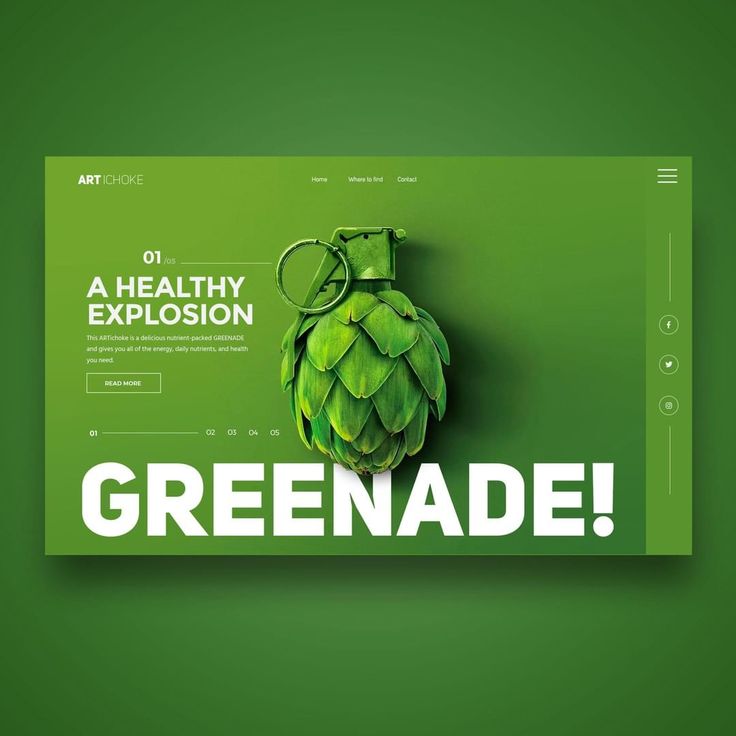 ARTICHOKE
Home Where to find Contact
01/05
A HEALTHY
EXPLOSION
This ARTichoke is a delicious nutrient-packed GREENADE
and gives you all of the energy, daily nutrients, and health
you need.
READ MORE
01 02 03 04 05
GREENADE!